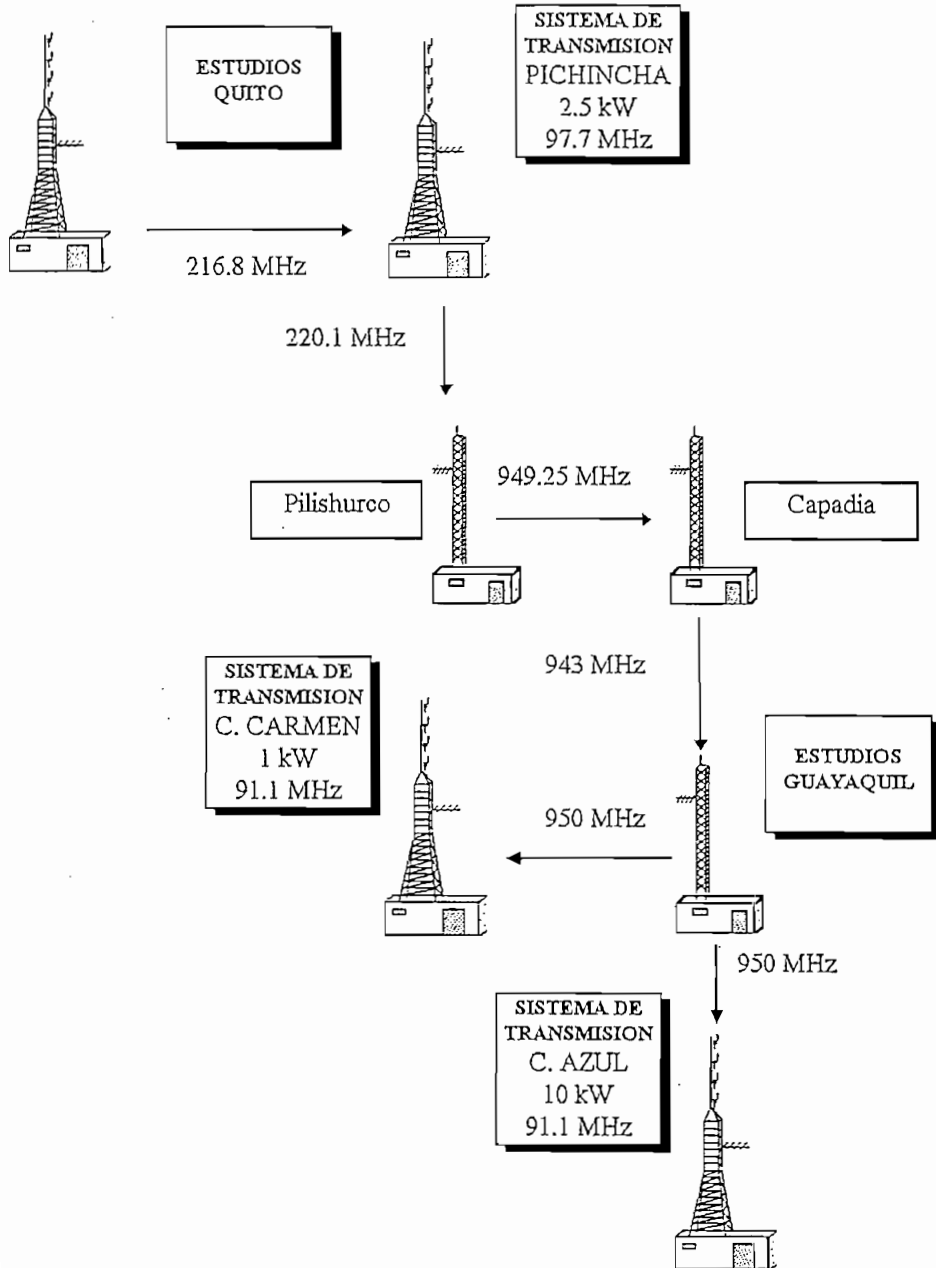 ESTUDIOS
QUITO
SISTEMA DE
TRANSMISION
PICHINCHA
2.5 kW
97.7 MHz
216.8 MHz
220.1 MHz
Pilishurco
949.25 MHz
Capadia
943 MHz
SISTEMA DE
TRANSMISION
C. CARMEN
1 kW
91.1 MHz
ESTUDIOS
GUAYAQUIL
950 MHz
950 MHz
SISTEMA DE
TRANSMISION
C. AZUL
10 kW
91.1 MHz